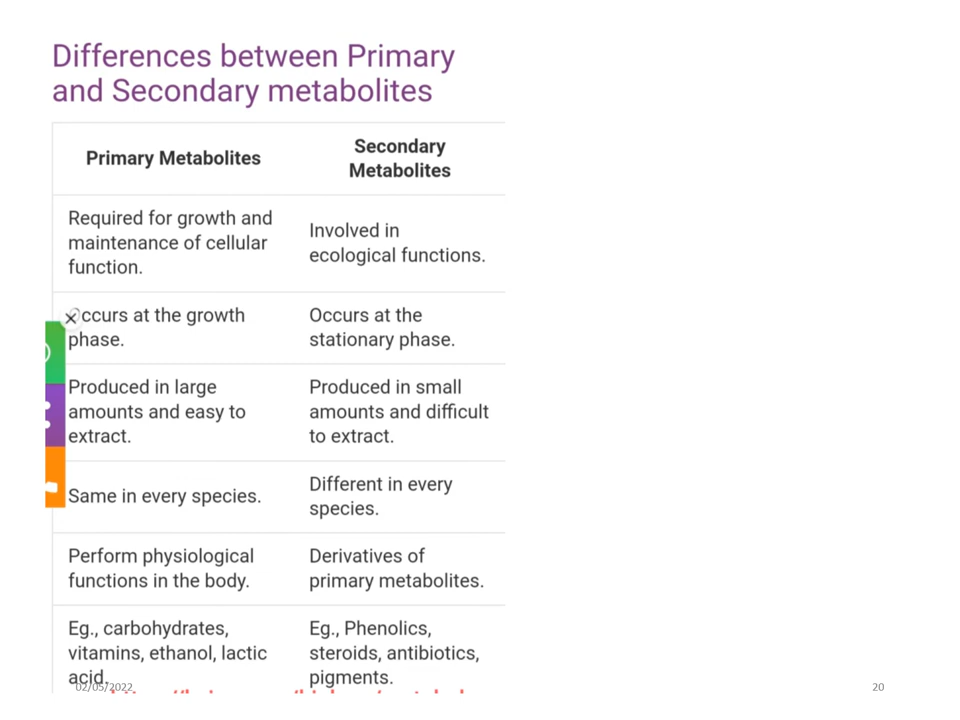 Differences between Primary
and Secondary metabolites
Primary Metabolites
Secondary
Metabolites
Required for growth and
maintenance of cellular
function.
Involved in
ecological functions.
Occurs at the growth
phase.
Occurs at the
stationary phase.
Produced in large
amounts and easy to
extract.
Produced in small
amounts and difficult
to extract.
Same in every species.
Different in every
species.
Perform physiological
functions in the body.
Derivatives of
primary metabolites.
Eg., carbohydrates,
vitamins, ethanol, lactic
acid.
Eg., Phenolics,
steroids, antibiotics,
pigments.
02/05/2022
20